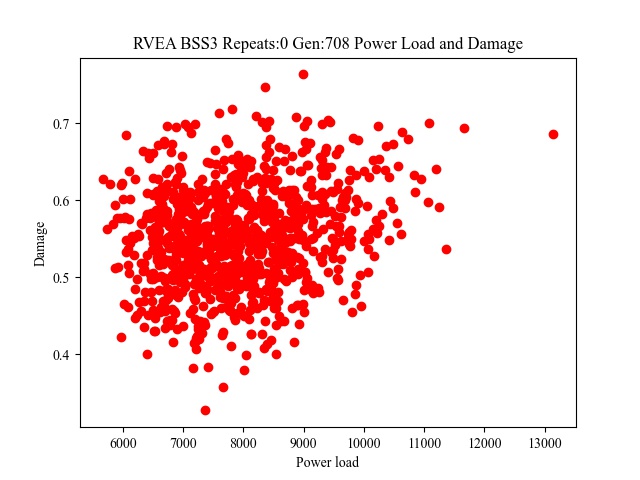 RVEA BSS3 Repeats:0 Gen:708 Power Load and Damage
0.7
0.6
0.5
0.4
Damage
6000 7000 8000 9000 10000 11000 12000 13000
Power load